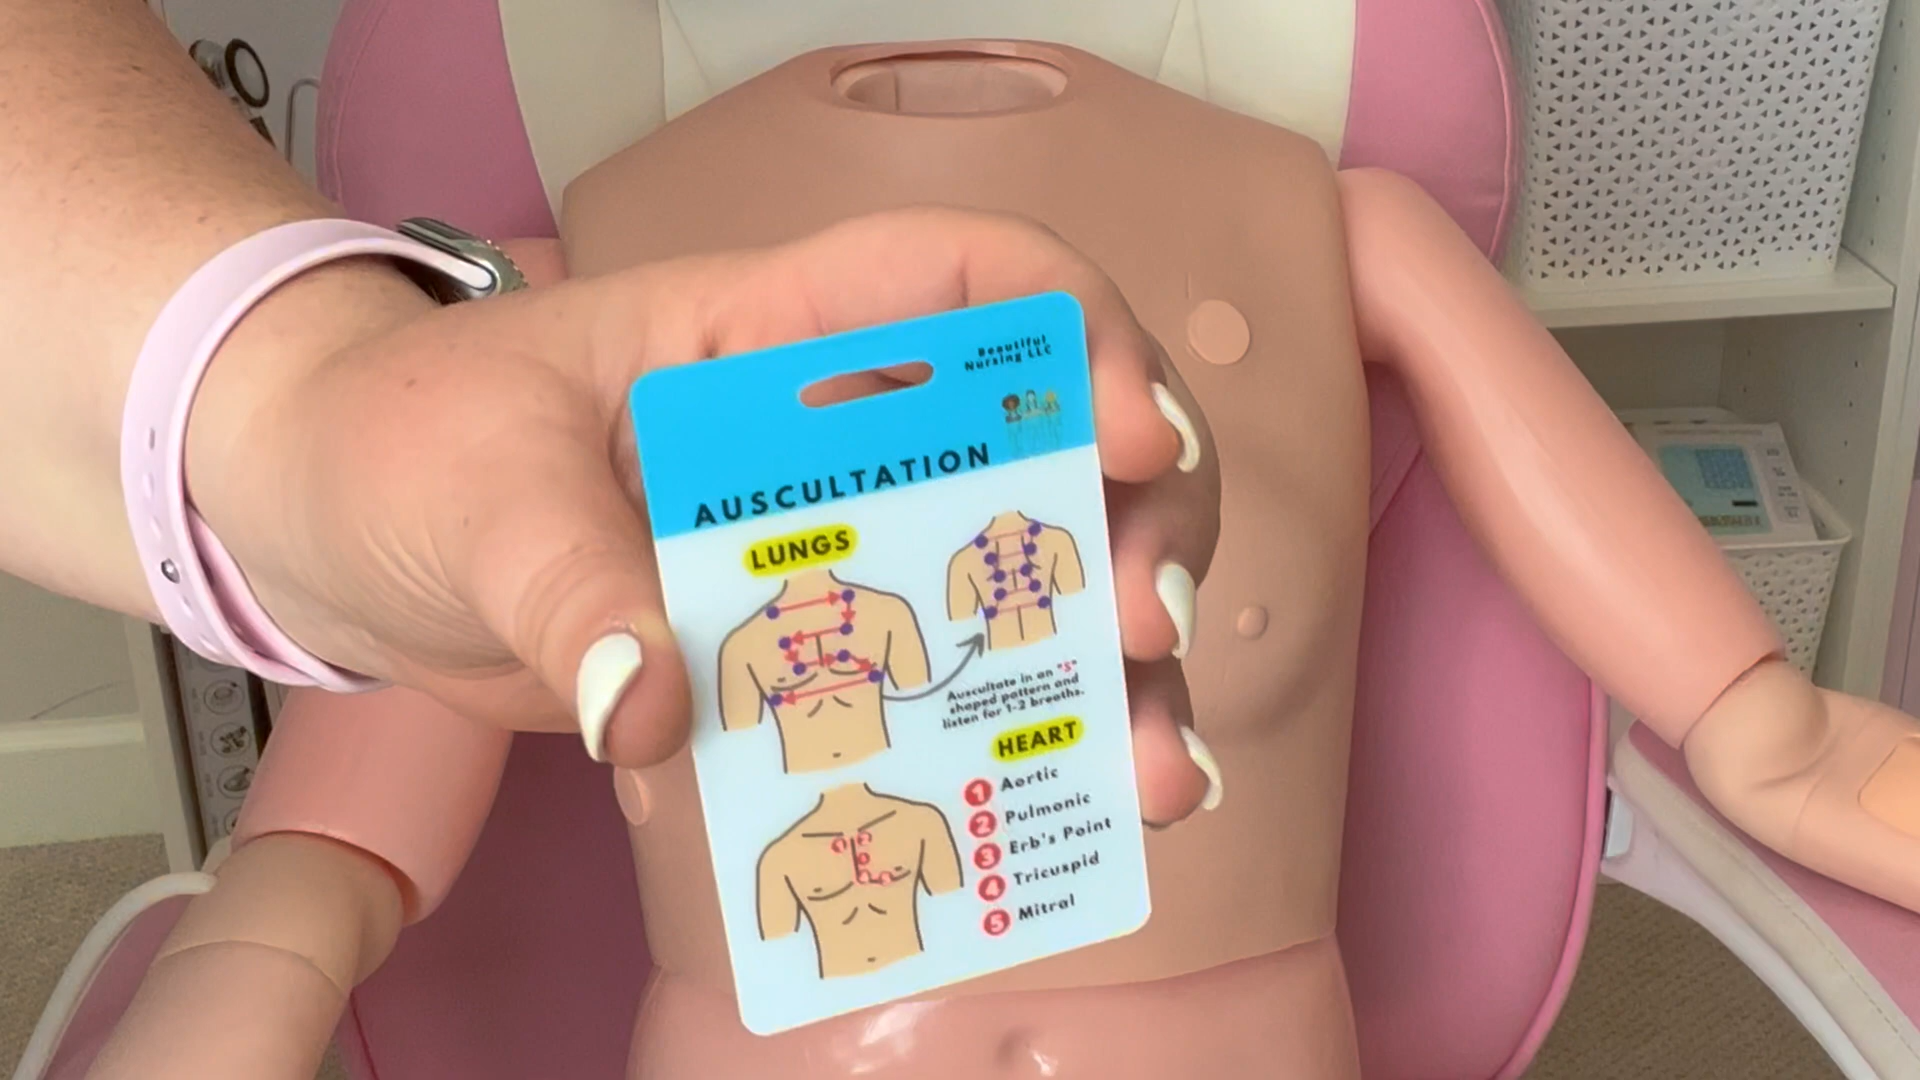 Beautiful
Nursing LLC
AUSCULTATION
LUNGS
Auscultate in an "S"
shaped pattern and
listen for 1-2 breaths.
HEART
1 Aortic
2 Pulmonic
3 Erb's Point
4 Tricuspid
5 Mitral